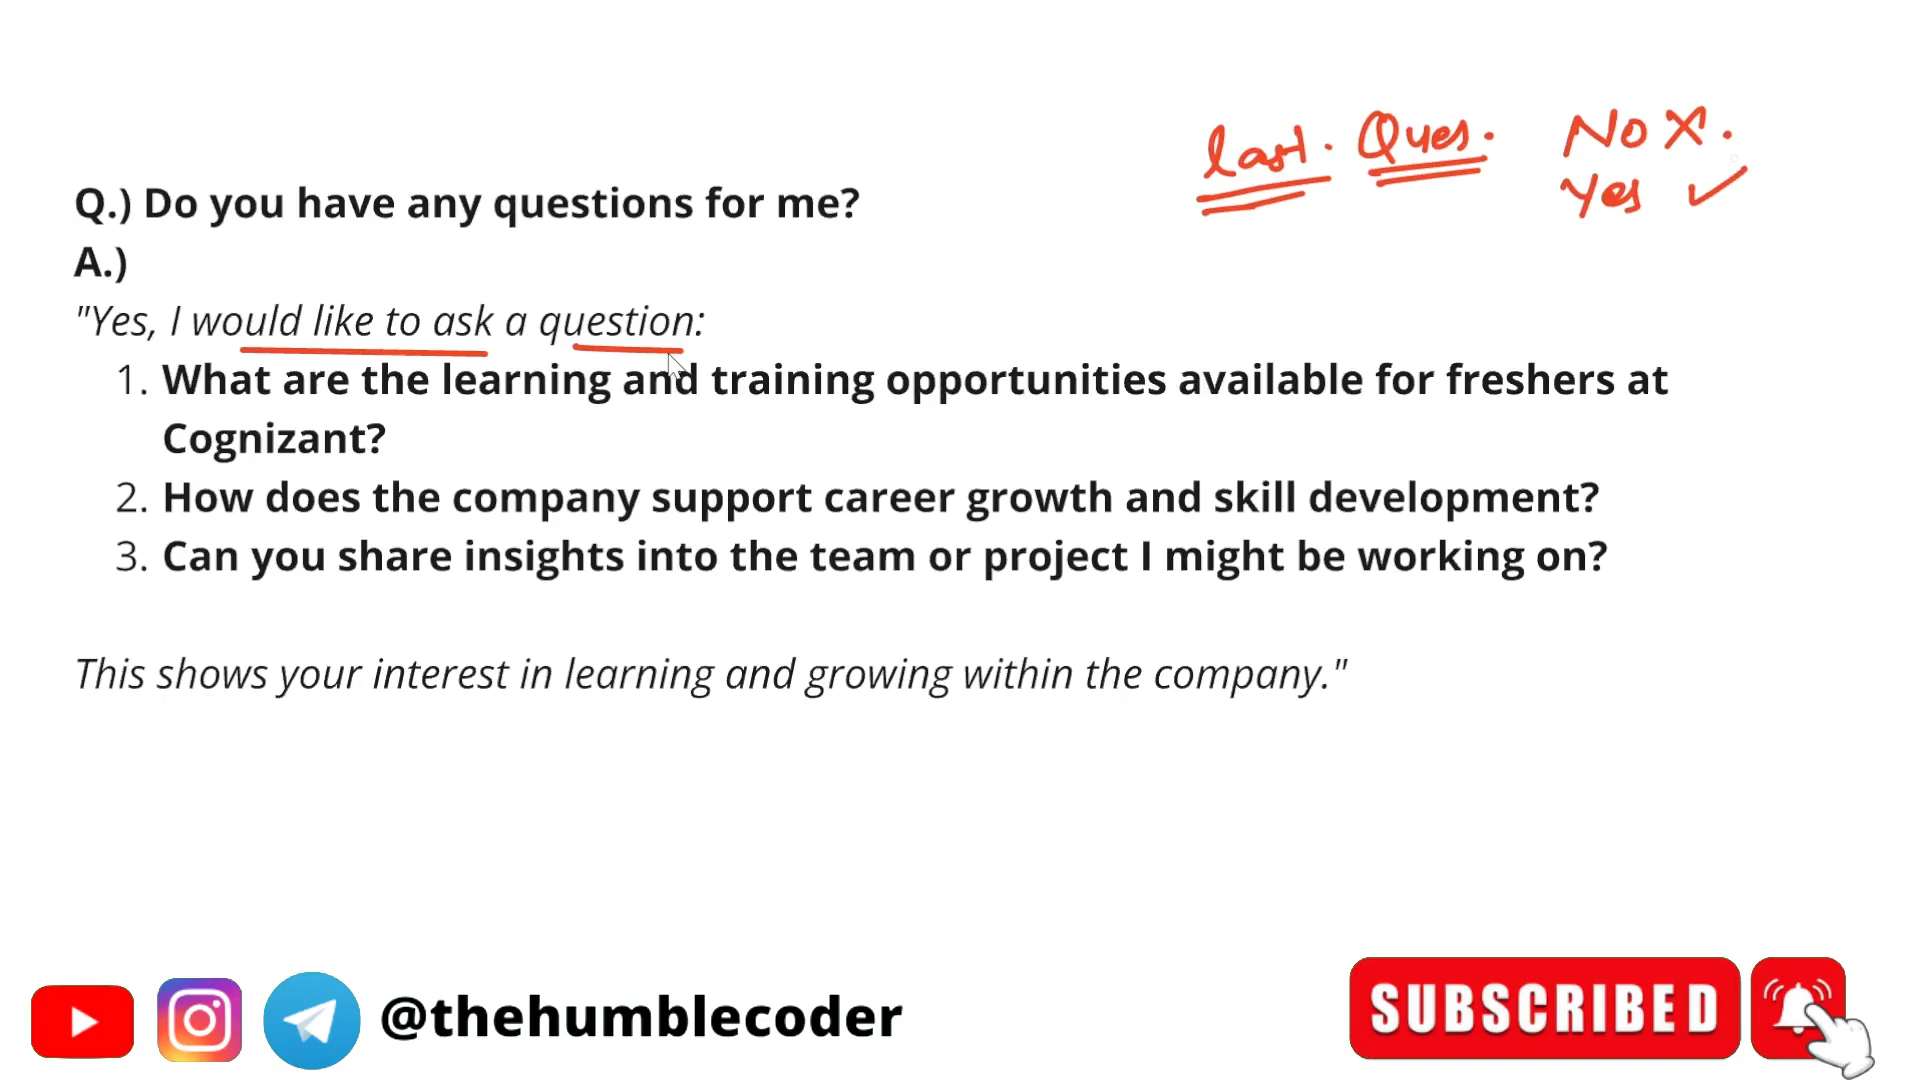 last. Ques. No X.
Yes ✓
Q.) Do you have any questions for me?
A.)
"Yes, I would like to ask a question:
1. What are the learning and training opportunities available for freshers at
Cognizant?
2. How does the company support career growth and skill development?
3. Can you share insights into the team or project I might be working on?
This shows your interest in learning and growing within the company."
@thehumblecoder
SUBSCRIBED